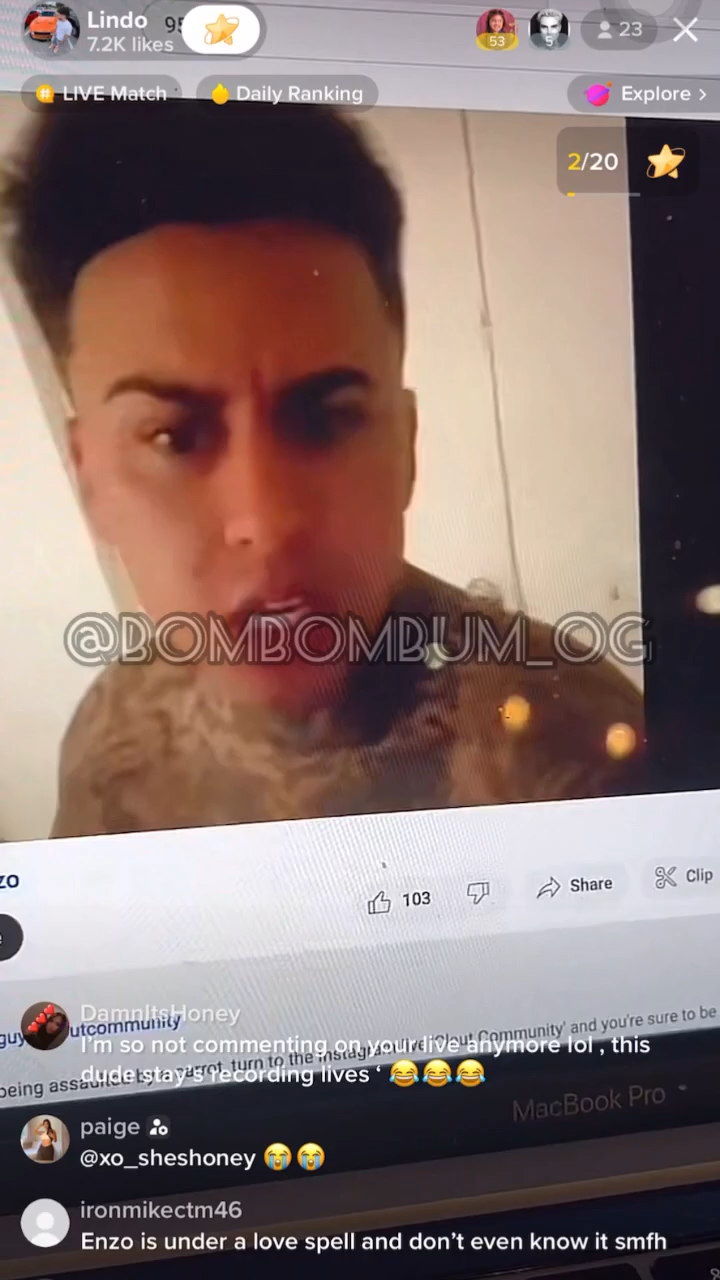 Lindo
7.2K likes
53
5
23
LIVE Match
Daily Ranking
Explore >
2/20
@BOMBOMBUM_OG
zo
103
Share
Clip
DamnItsHoney
utcommunity
I'm so not commenting on your live anymore lol , this
dude stay's recording lives ‘ 😂😂😂
MacBook Pro
paige
@xo_sheshoney 😭😭
ironmikectm46
Enzo is under a love spell and don't even know it smfh